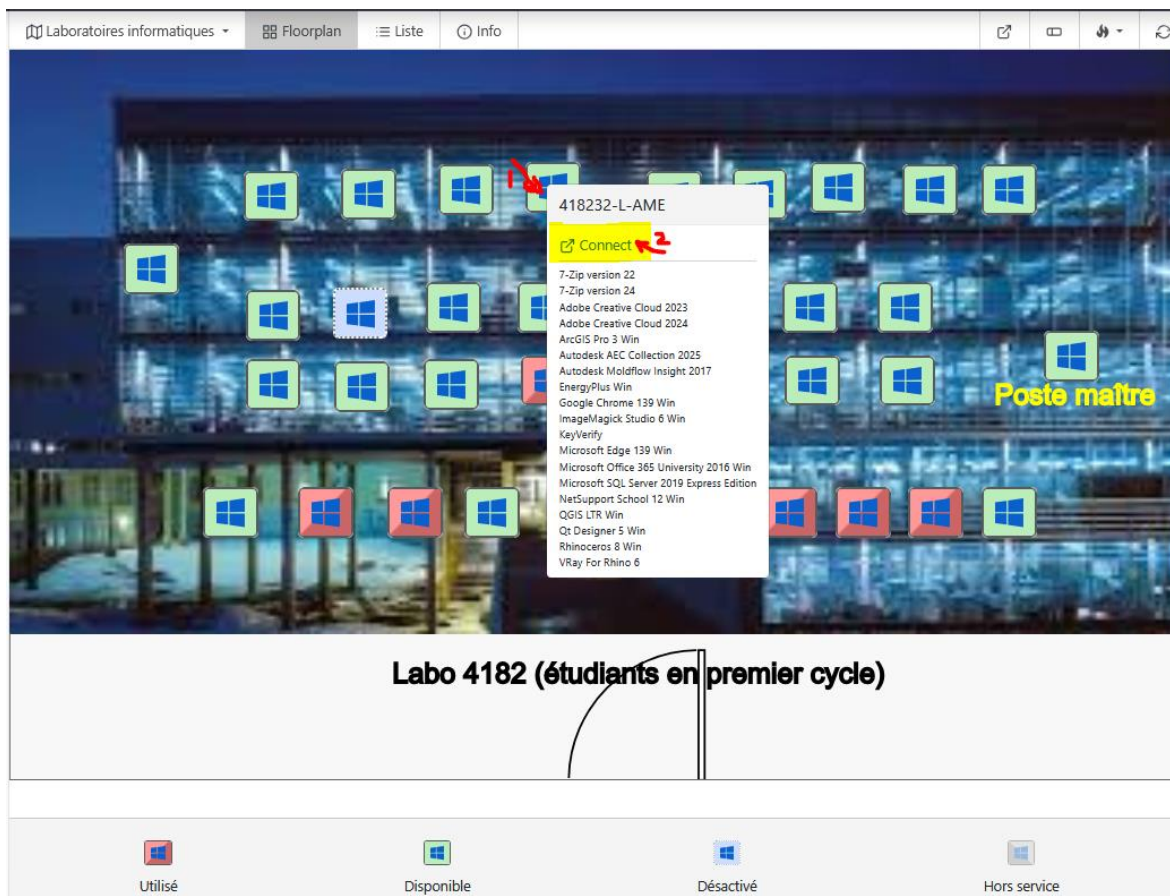 Laboratoires informatiques
Floorplan
Liste
Info
1
418232-L-AME
Connect
2
7-Zip version 22
7-Zip version 24
Adobe Creative Cloud 2023
Adobe Creative Cloud 2024
ArcGIS Pro 3 Win
Autodesk AEC Collection 2025
Autodesk Moldflow Insight 2017
EnergyPlus Win
Google Chrome 139 Win
ImageMagick Studio 6 Win
KeyVerify
Microsoft Edge 139 Win
Microsoft Office 365 University 2016 Win
Microsoft SQL Server 2019 Express Edition
NetSupport School 12 Win
QGIS LTR Win
Qt Designer 5 Win
Rhinoceros 8 Win
VRay For Rhino 6
Poste maître
Labo 4182 (étudiants en premier cycle)
Utilisé
Disponible
Désactivé
Hors service